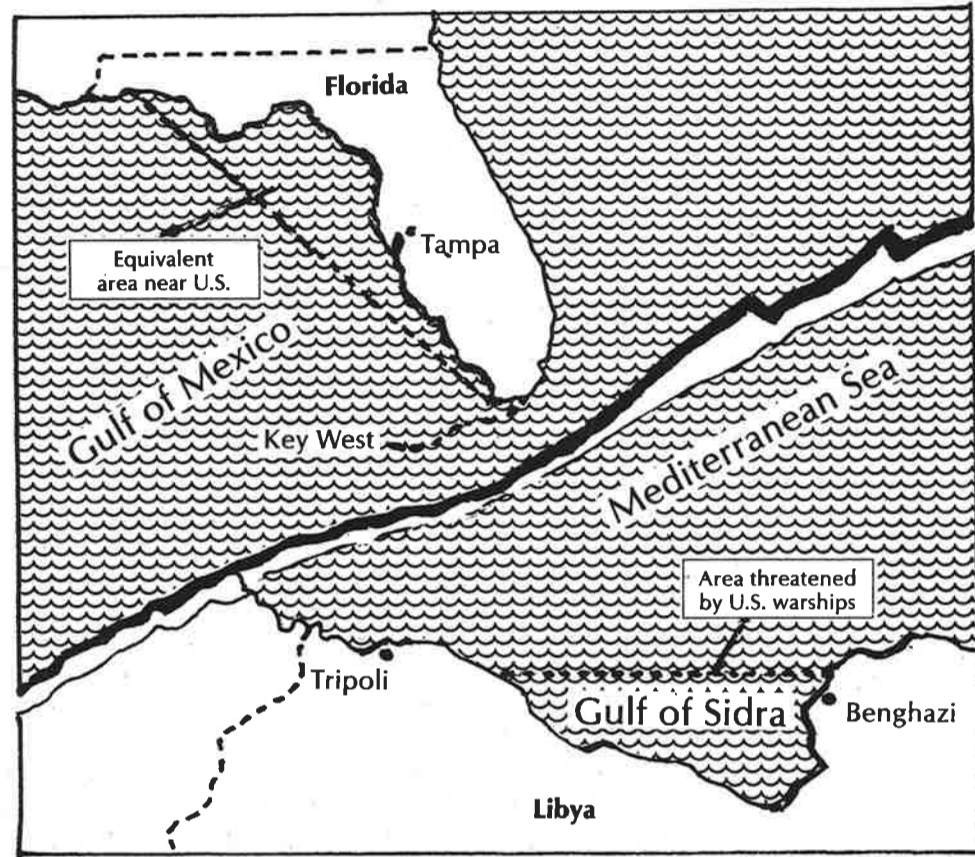 Florida
Tampa
Equivalent
area near U.S.
Gulf of Mexico
Key West
Mediterranean Sea
Area threatened
by U.S. warships
Tripoli
Gulf of Sidra
Benghazi
Libya